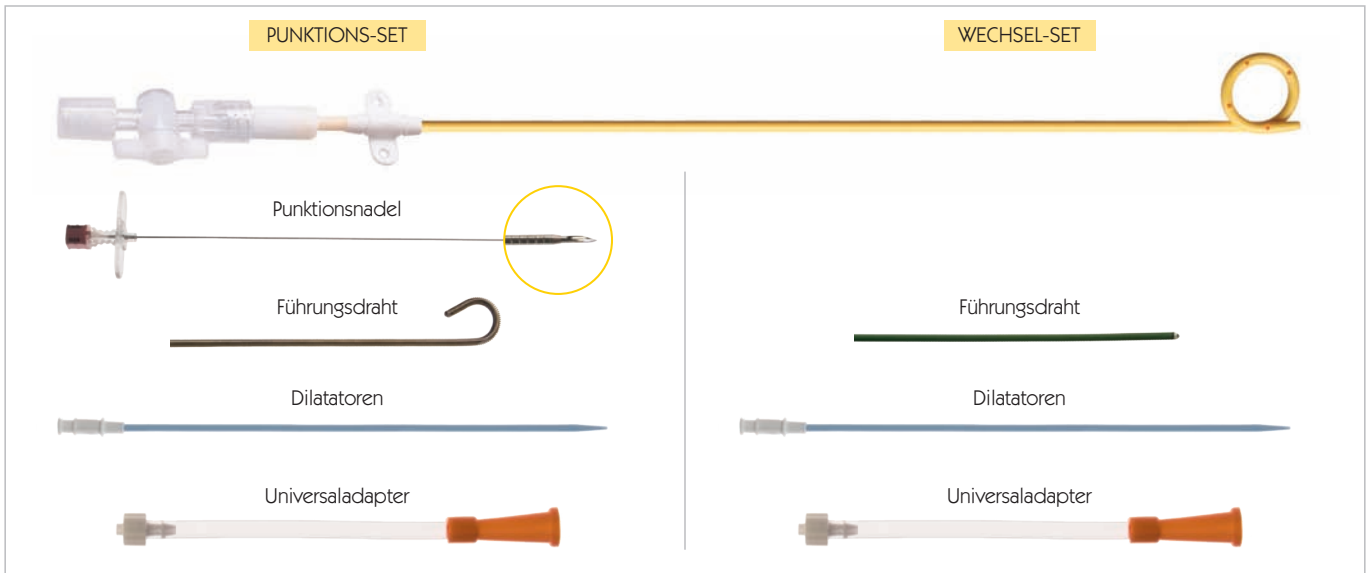 PUNKTIONS-SET
WECHSEL-SET
Punktionsnadel
Führungsdraht
Führungsdraht
Dilatatoren
Dilatatoren
Universaladapter
Universaladapter